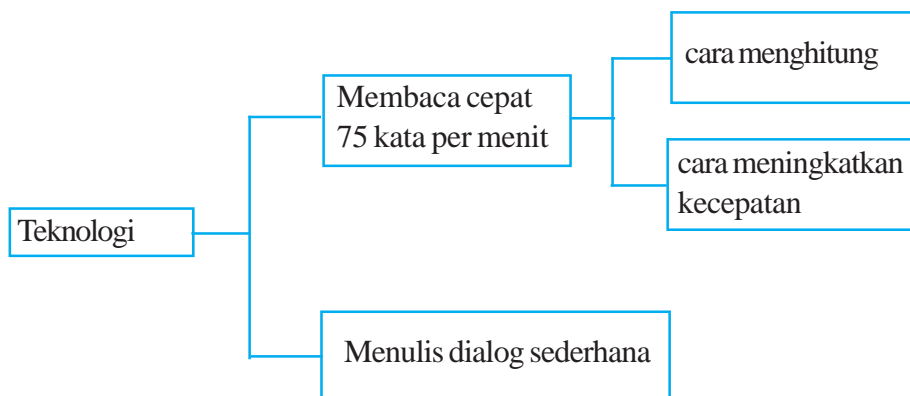 Teknologi
Membaca cepat
75 kata per menit
cara menghitung
cara meningkatkan
kecepatan
Menulis dialog sederhana